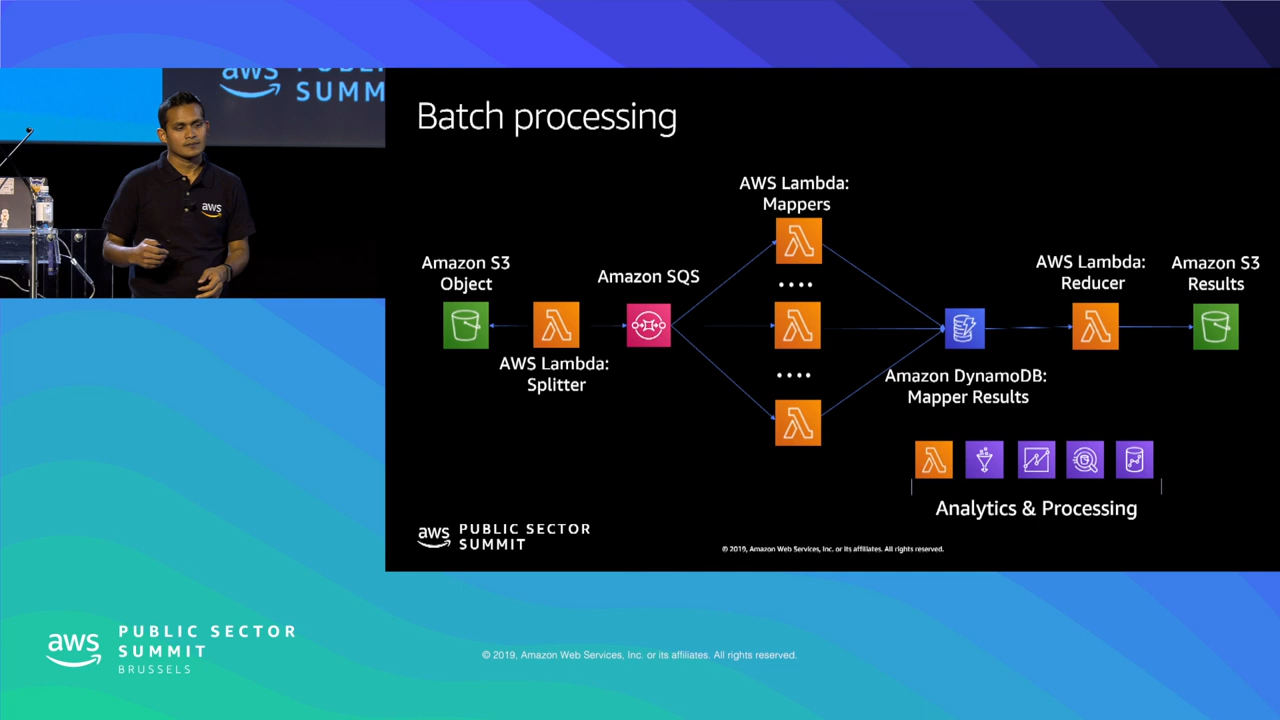 aws PUBLIC
SUMM
aws
Batch processing
AWS Lambda:
Mappers
Amazon S3
Object
Amazon SQS
AWS Lambda:
Reducer
Amazon S3
Results
AWS Lambda:
Splitter
Amazon DynamoDB:
Mapper Results
Analytics & Processing
aws PUBLIC SECTOR
SUMMIT
© 2019, Amazon Web Services, Inc. or its affiliates. All rights reserved.
aws PUBLIC SECTOR
SUMMIT
BRUSSELS
© 2019, Amazon Web Services, Inc. or its affiliates. All rights reserved.